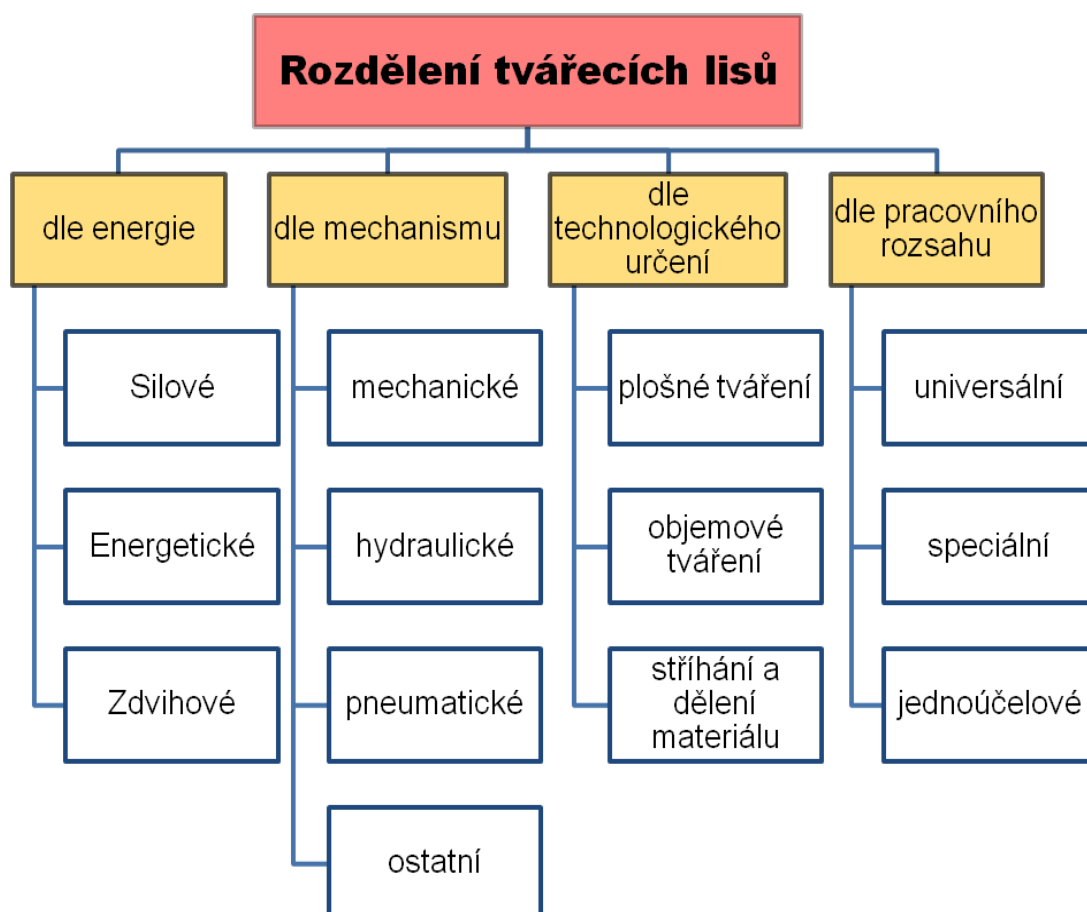 Rozdělení tvářecích lisů
dle energie
Silové
Energetické
Zdvihové
dle mechanismu
mechanické
hydraulické
pneumatické
ostatní
dle
technologického
určení
plošné tváření
objemové
tváření
stříhání a
dělení
materiálu
dle pracovního
rozsahu
universální
speciální
jednoúčelové